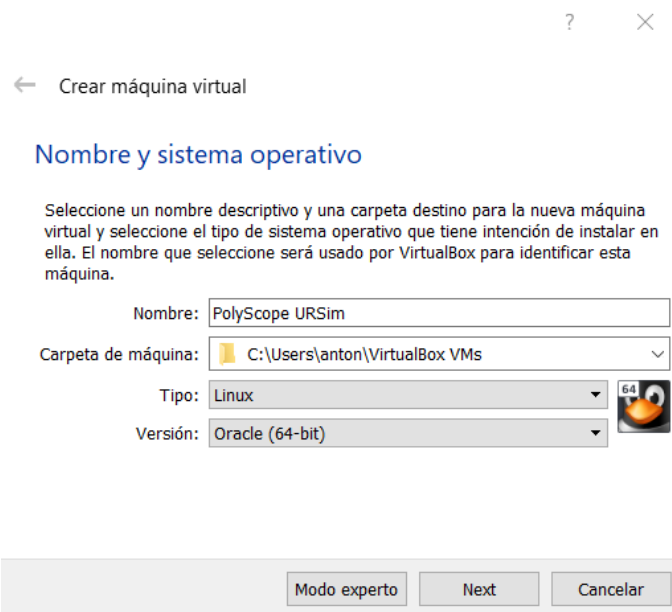 ?
← Crear máquina virtual
Nombre y sistema operativo
Seleccione un nombre descriptivo y una carpeta destino para la nueva máquina
virtual y seleccione el tipo de sistema operativo que tiene intención de instalar en
ella. El nombre que seleccione será usado por VirtualBox para identificar esta
máquina.
Nombre: PolyScope URSim
Carpeta de máquina: C:\Users\anton\VirtualBox VMs
Tipo: Linux
64
Versión: Oracle (64-bit)
Modo experto Next Cancelar